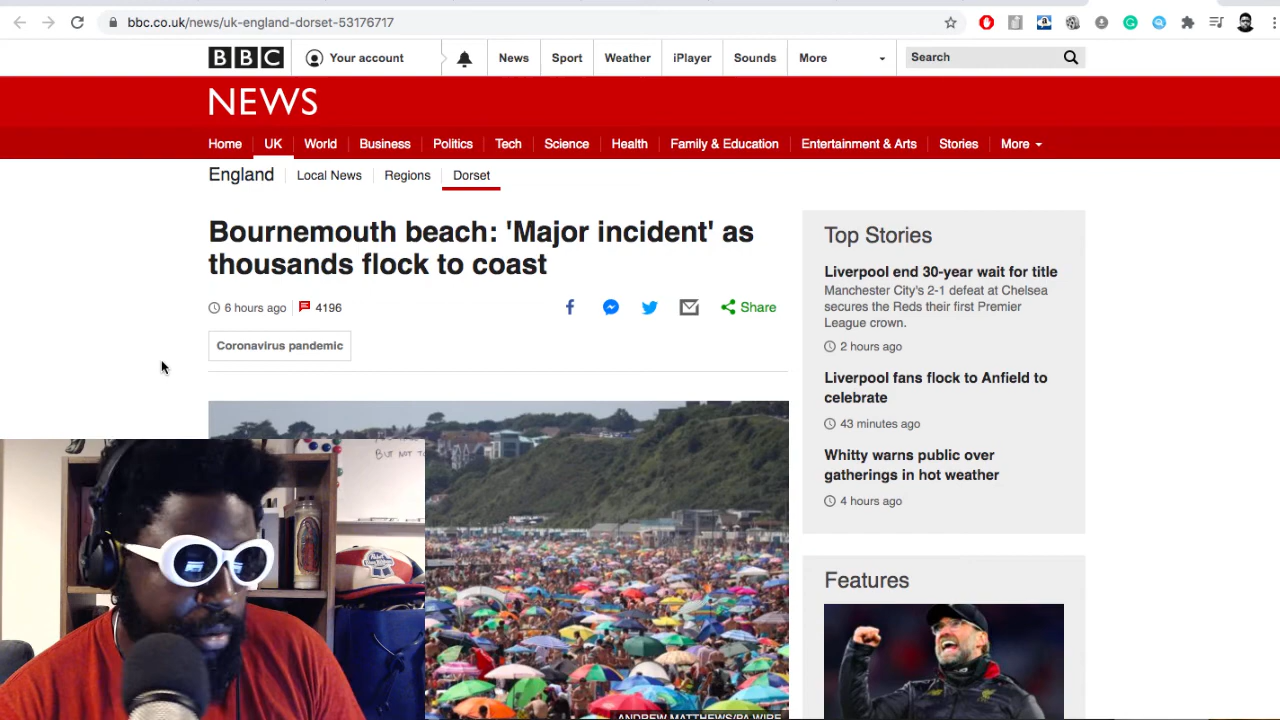 bbc.co.uk/news/uk-england-dorset-53176717
BBC
Your account
News
Sport
Weather
iPlayer
Sounds
More
Search
NEWS
Home
UK
World
Business
Politics
Tech
Science
Health
Family & Education
Entertainment & Arts
Stories
More
England
Local News
Regions
Dorset
Bournemouth beach: 'Major incident' as
thousands flock to coast
6 hours ago
4196
Share
Coronavirus pandemic
BUT NOT
ANDREW MATTHEWS/PA WIRE
Top Stories
Liverpool end 30-year wait for title
Manchester City's 2-1 defeat at Chelsea
secures the Reds their first Premier
League crown.
2 hours ago
Liverpool fans flock to Anfield to
celebrate
43 minutes ago
Whitty warns public over
gatherings in hot weather
4 hours ago
Features